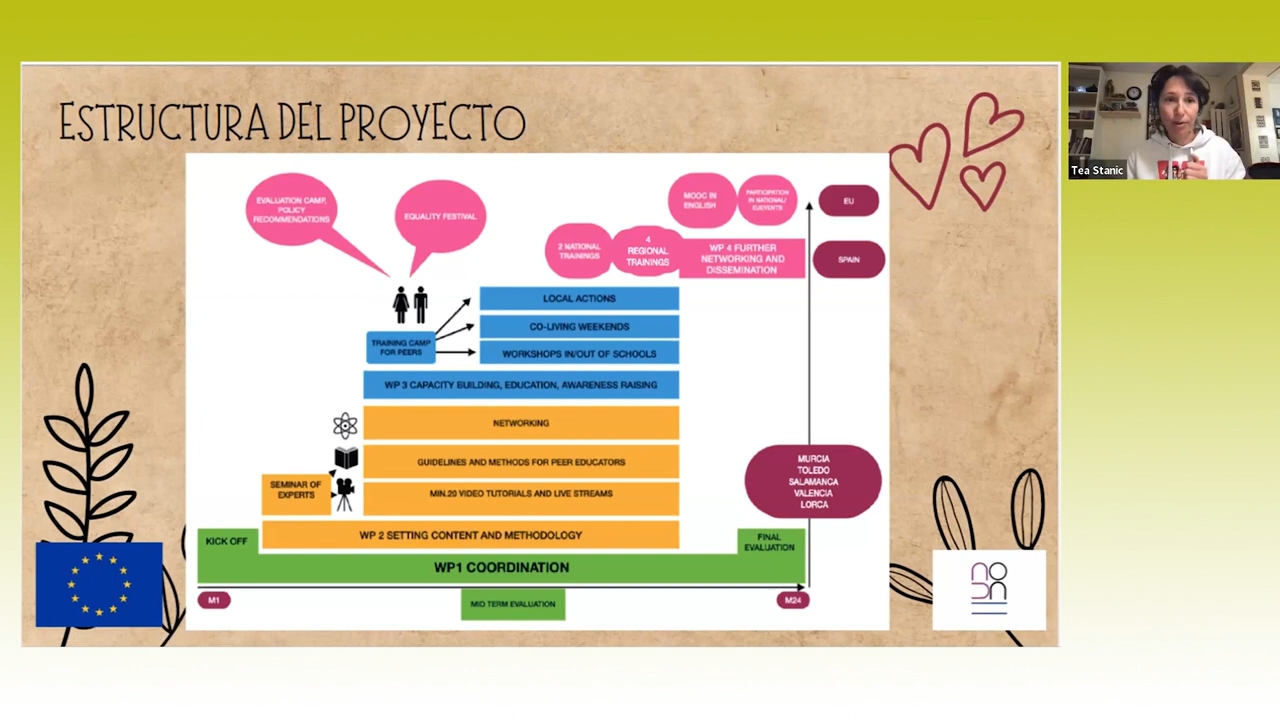 ESTRUCTURA DEL PROYECTO
Tea Stanic
EVALUATION CAMP,
POLICY
RECOMMENDATIONS
EQUALITY FESTIVAL
MOOC IN
ENGLISH
PARTICIPATION
IN NATIONAL/
EU EVENTS
EU
2 NATIONAL
TRAININGS
4
REGIONAL
TRAININGS
WP 4 FURTHER
NETWORKING AND
DISSEMINATION
SPAIN
LOCAL ACTIONS
CO-LIVING WEEKENDS
TRAINING CAMP
FOR PEERS
WORKSHOPS IN/OUT OF SCHOOLS
WP 3 CAPACITY BUILDING, EDUCATION, AWARENESS RAISING
NETWORKING
GUIDELINES AND METHODS FOR PEER EDUCATORS
SEMINAR OF
EXPERTS
MIN.20 VIDEO TUTORIALS AND LIVE STREAMS
MURCIA
TOLEDO
SALAMANCA
VALENCIA
LORCA
WP 2 SETTING CONTENT AND METHODOLOGY
KICK OFF
FINAL
EVALUATION
WP1 COORDINATION
M1
MID TERM EVALUATION
M24